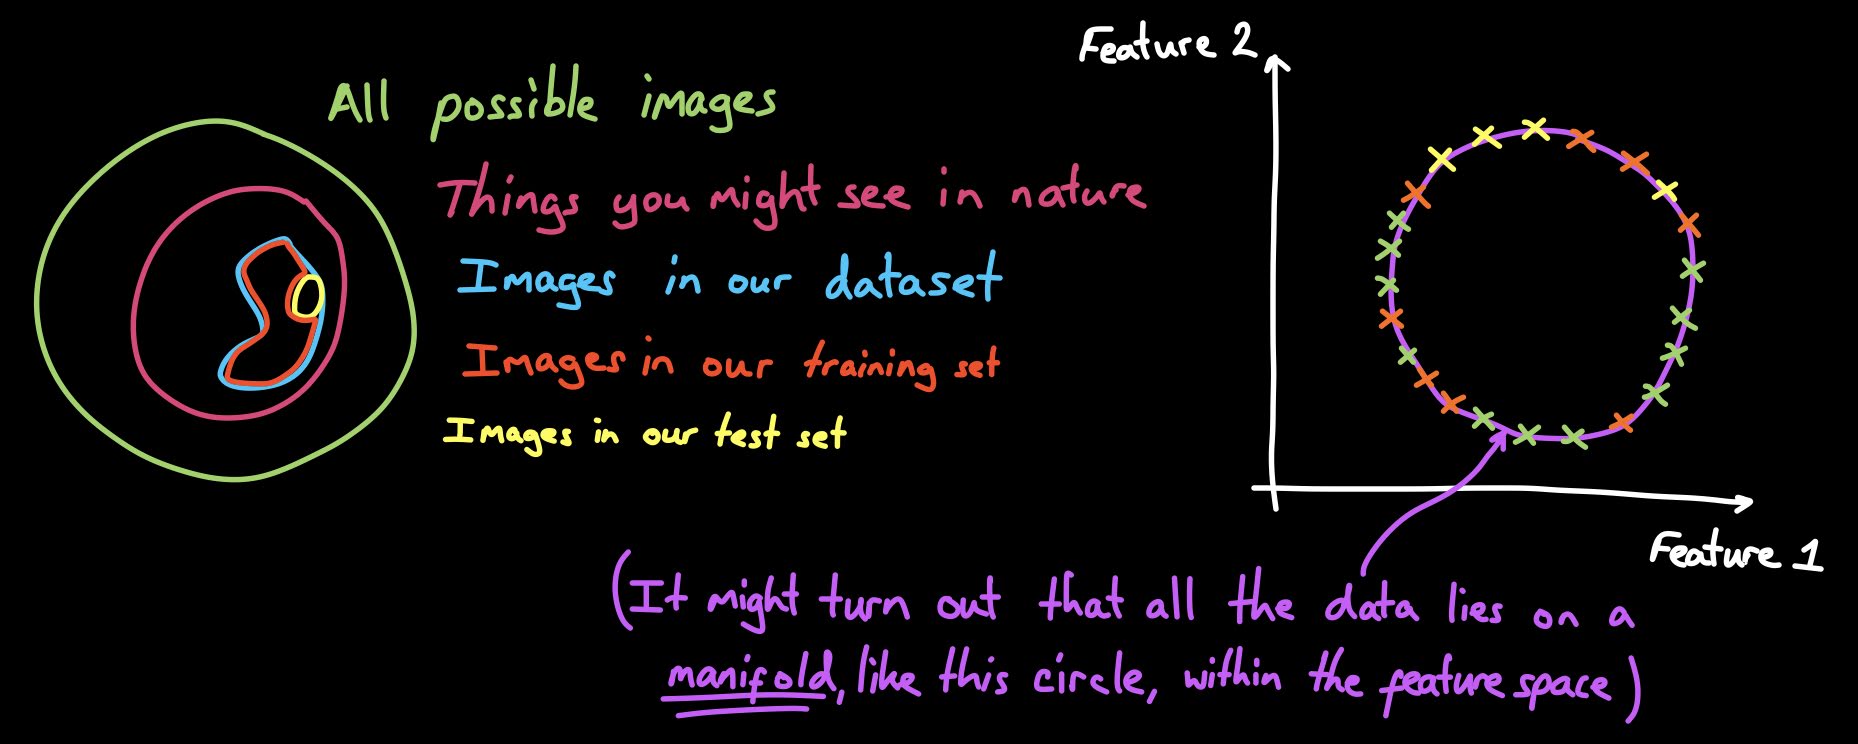 All possible images
Things you might see in nature
Images in our dataset
Images in our training set
Images in our test set
Feature 2
Feature 1
(It might turn out that all the data lies on a
manifold, like this circle, within the feature space)